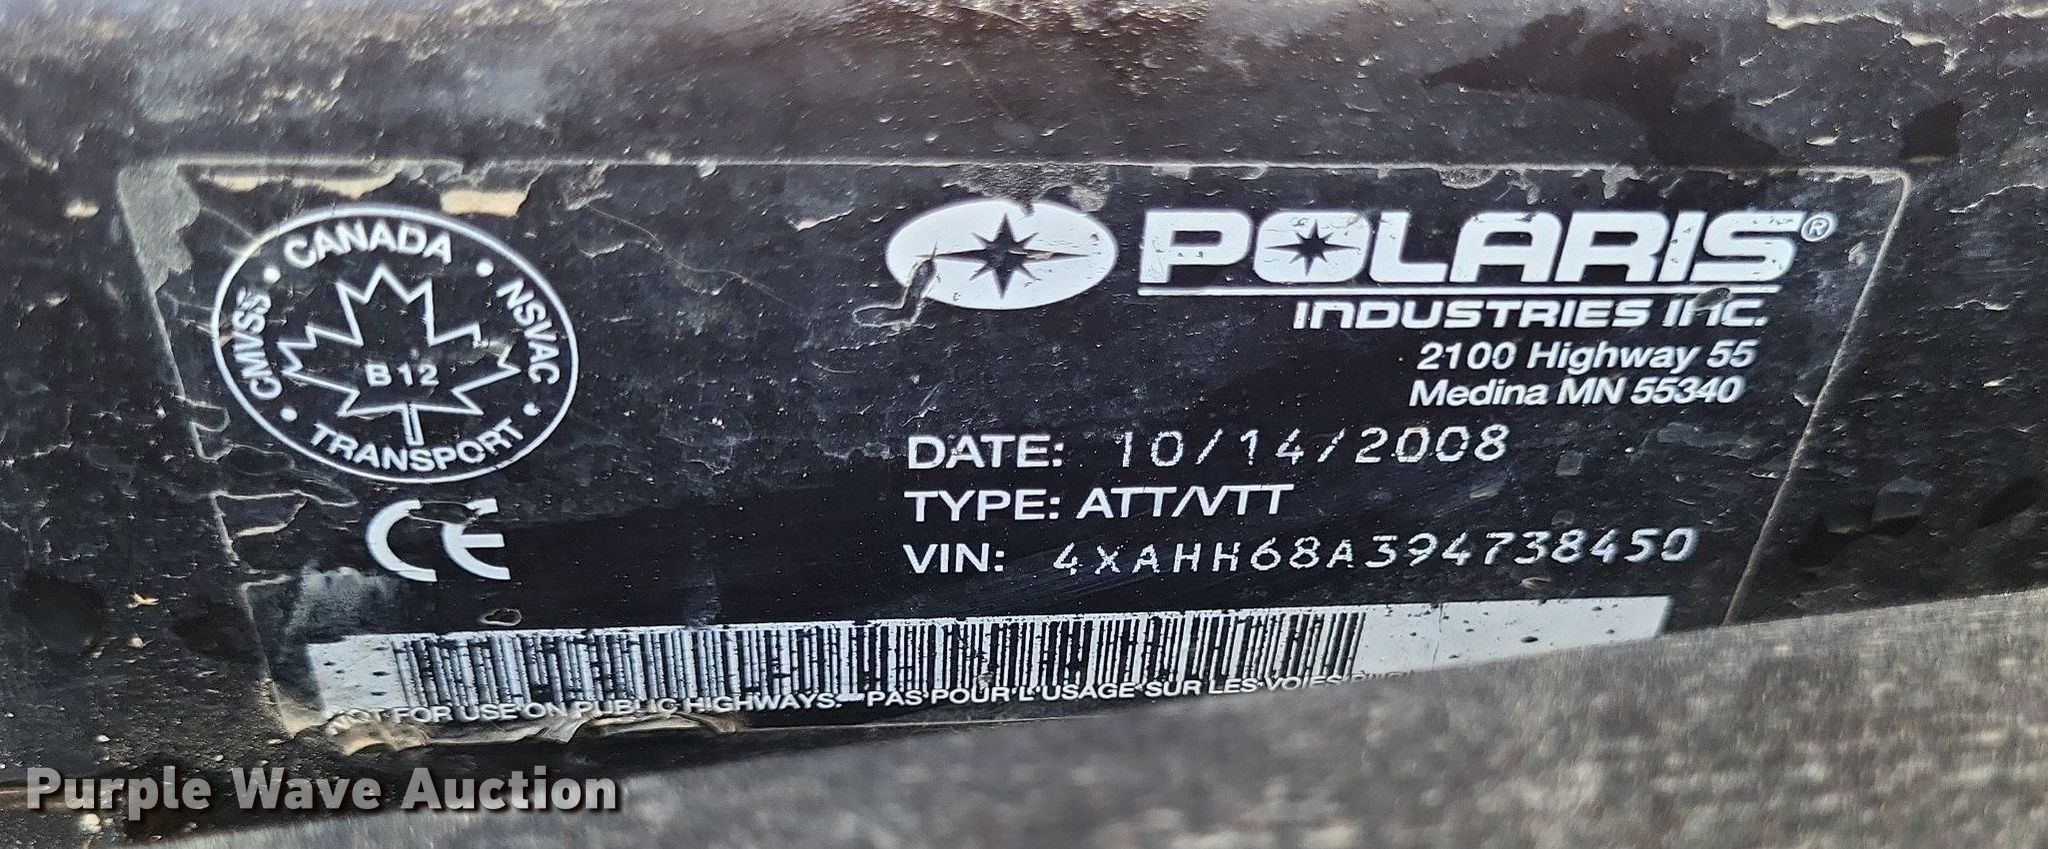 CANADA
CMVSS • NSVAC
B12
TRANSPORT
CE
POLARIS®
INDUSTRIES INC.
2100 Highway 55
Medina MN 55340
DATE: 10/14/2008
TYPE: ATT/VTT
VIN: 4XAHH68A394738450
NOT FOR USE ON PUBLIC HIGHWAYS.—PAS POUR L'USAGE SUR LES VOIES
Purple Wave Auction